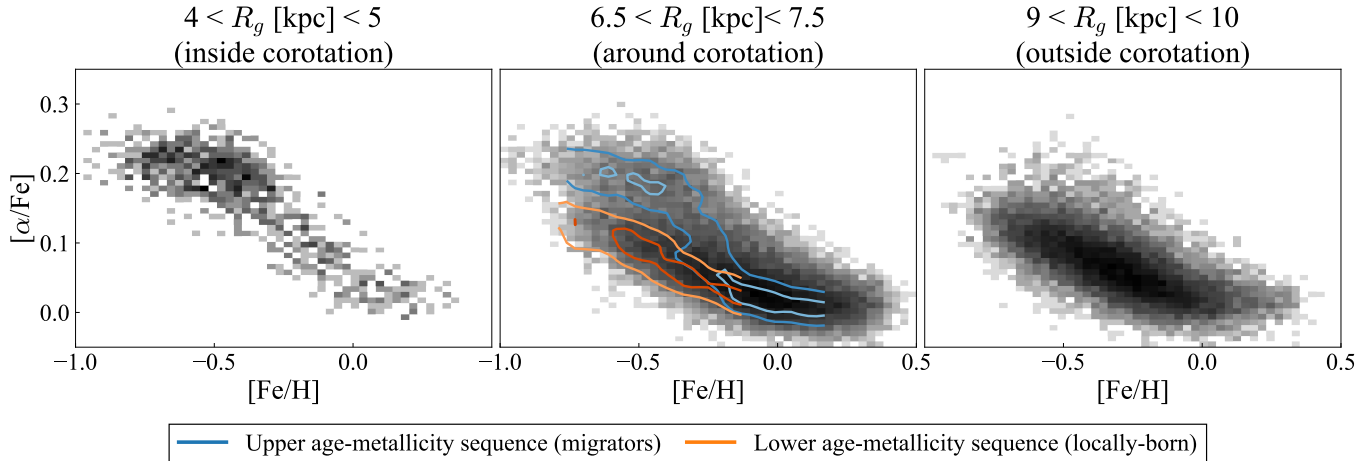 4 < R_g [kpc] < 5
(inside corotation)
6.5 < R_g [kpc] < 7.5
(around corotation)
9 < R_g [kpc] < 10
(outside corotation)
[α/Fe]
0.3
0.2
0.1
0.0
−1.0
−0.5
0.0
−1.0
−0.5
0.0
0.5
−0.5
0.0
0.5
[Fe/H]
[Fe/H]
[Fe/H]
Upper age-metallicity sequence (migrators)
Lower age-metallicity sequence (locally-born)